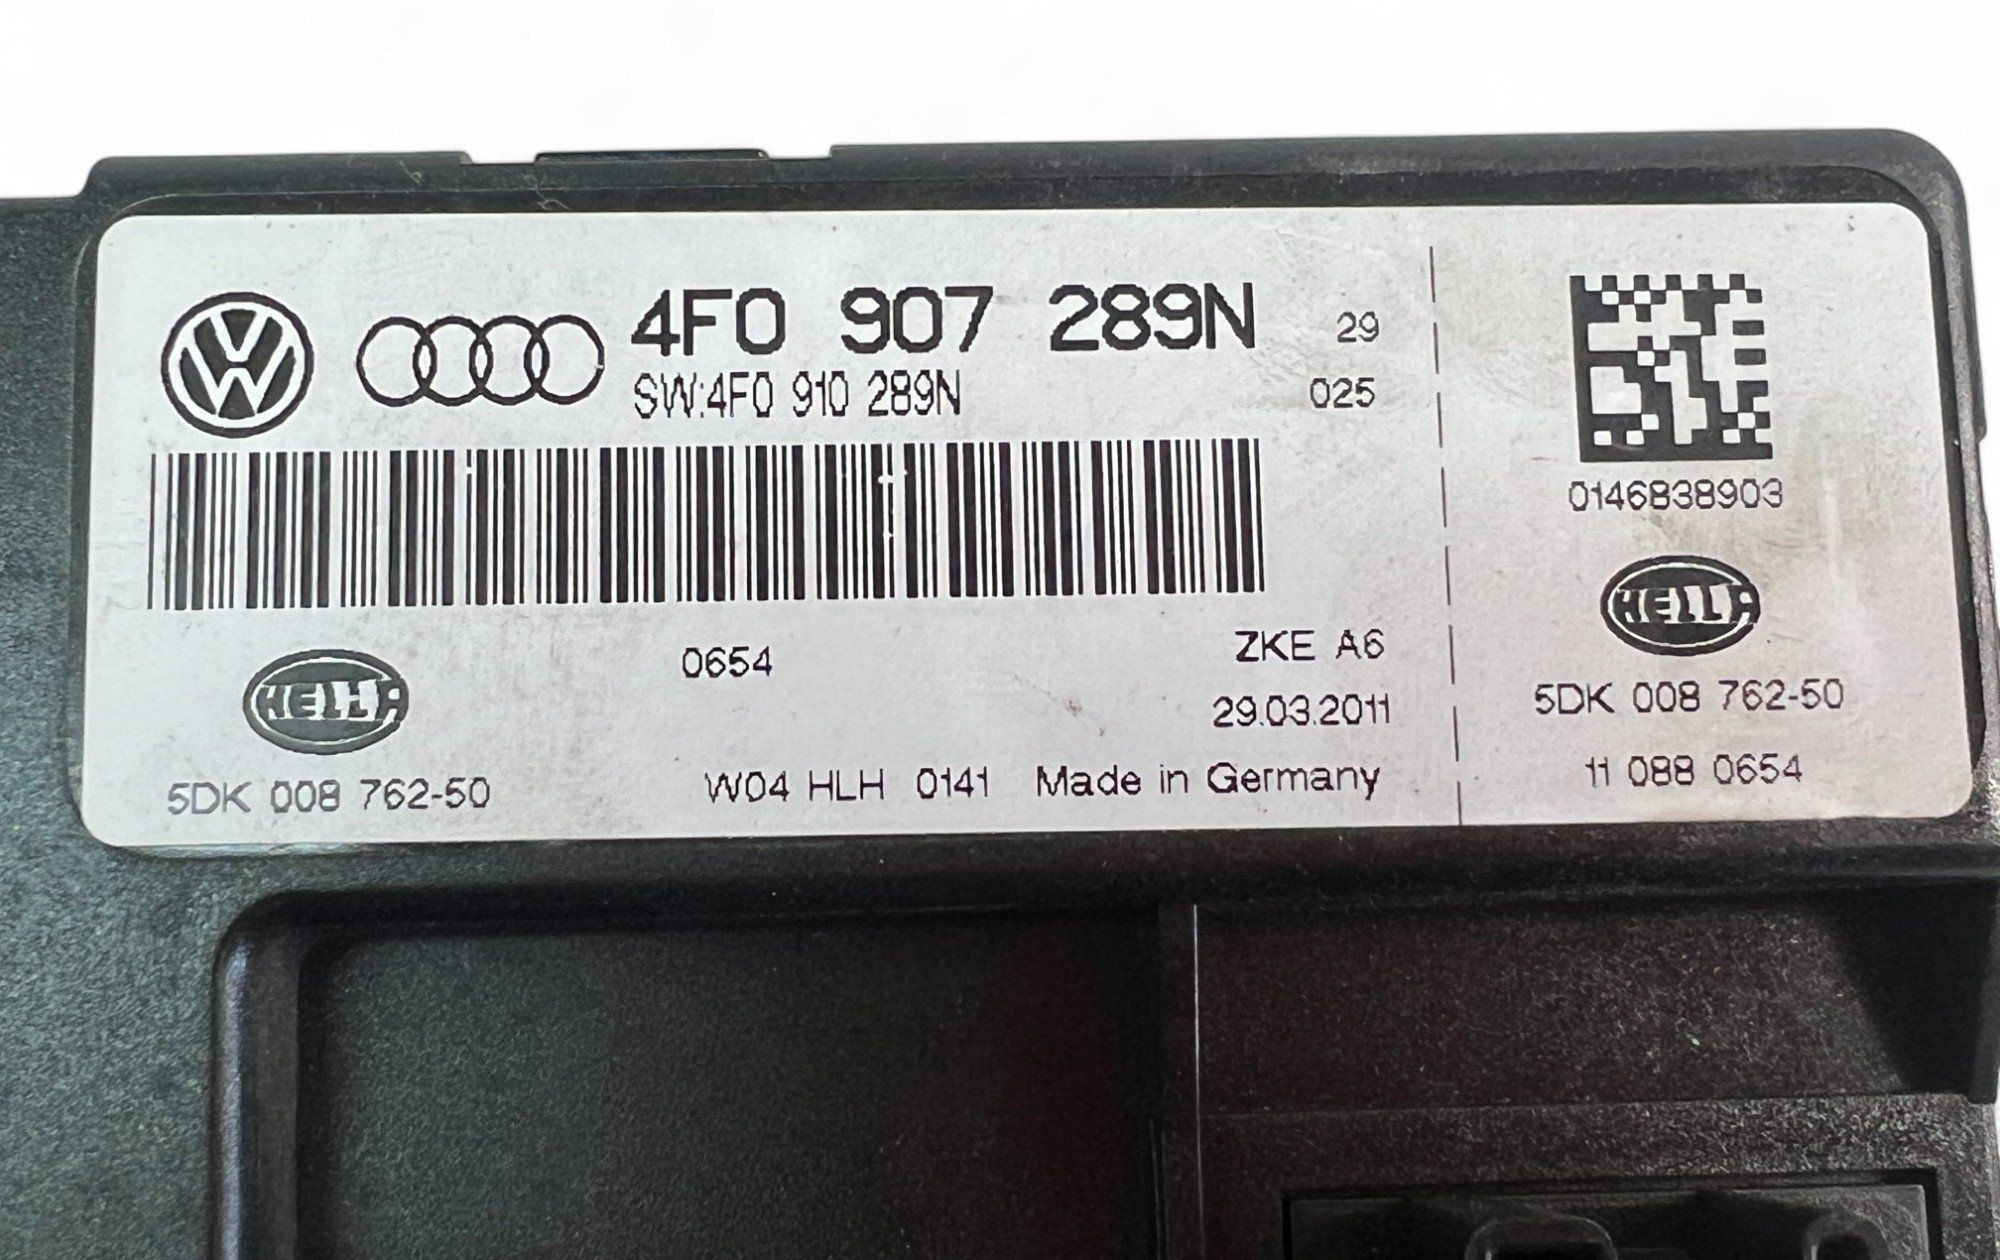 4F0 907 289N 29
SW:4F0 910 289N 025
0146838903
0654
ZKE A6
29.03.2011
HELLA
5DK 008 762-50
W04 HLH 0141 Made in Germany
HELLA
5DK 008 762-50
11 088 0654